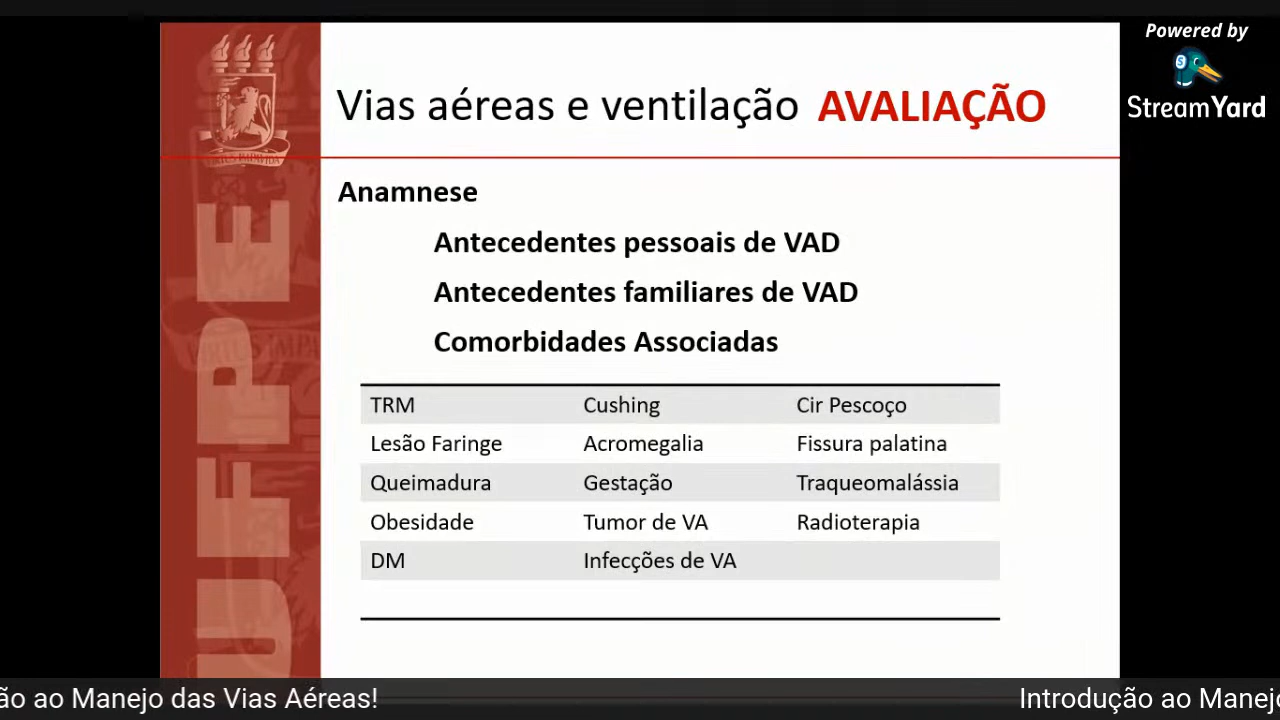 Powered by
StreamYard
Vias aéreas e ventilação AVALIAÇÃO
Anamnese
Antecedentes pessoais de VAD
Antecedentes familiares de VAD
Comorbidades Associadas
TRM Cushing Cir Pescoço
Lesão Faringe Acromegalia Fissura palatina
Queimadura Gestação Traqueomalássia
Obesidade Tumor de VA Radioterapia
DM Infecções de VA
UFPE
ão ao Manejo das Vias Aéreas! Introdução ao Manej